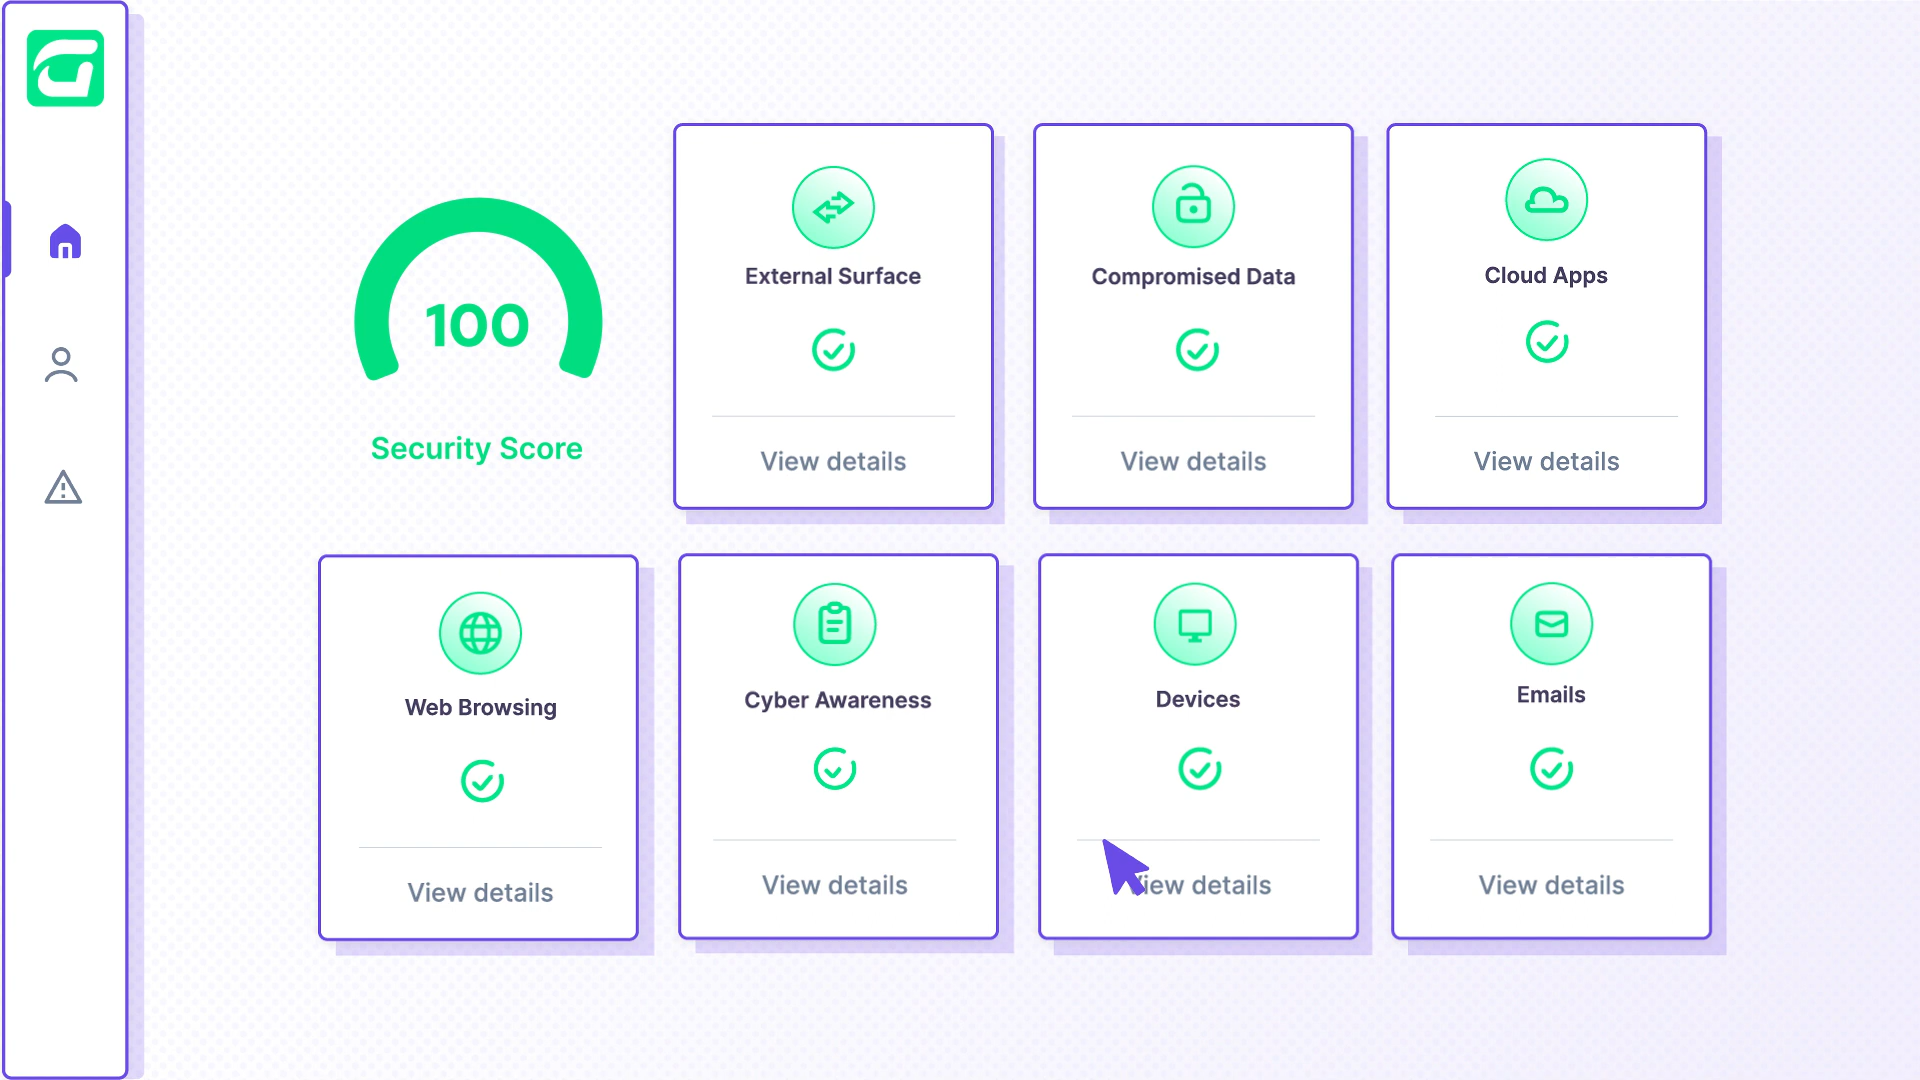 100
Security Score
External Surface
View details
Compromised Data
View details
Cloud Apps
View details
Web Browsing
View details
Cyber Awareness
View details
Devices
View details
Emails
View details